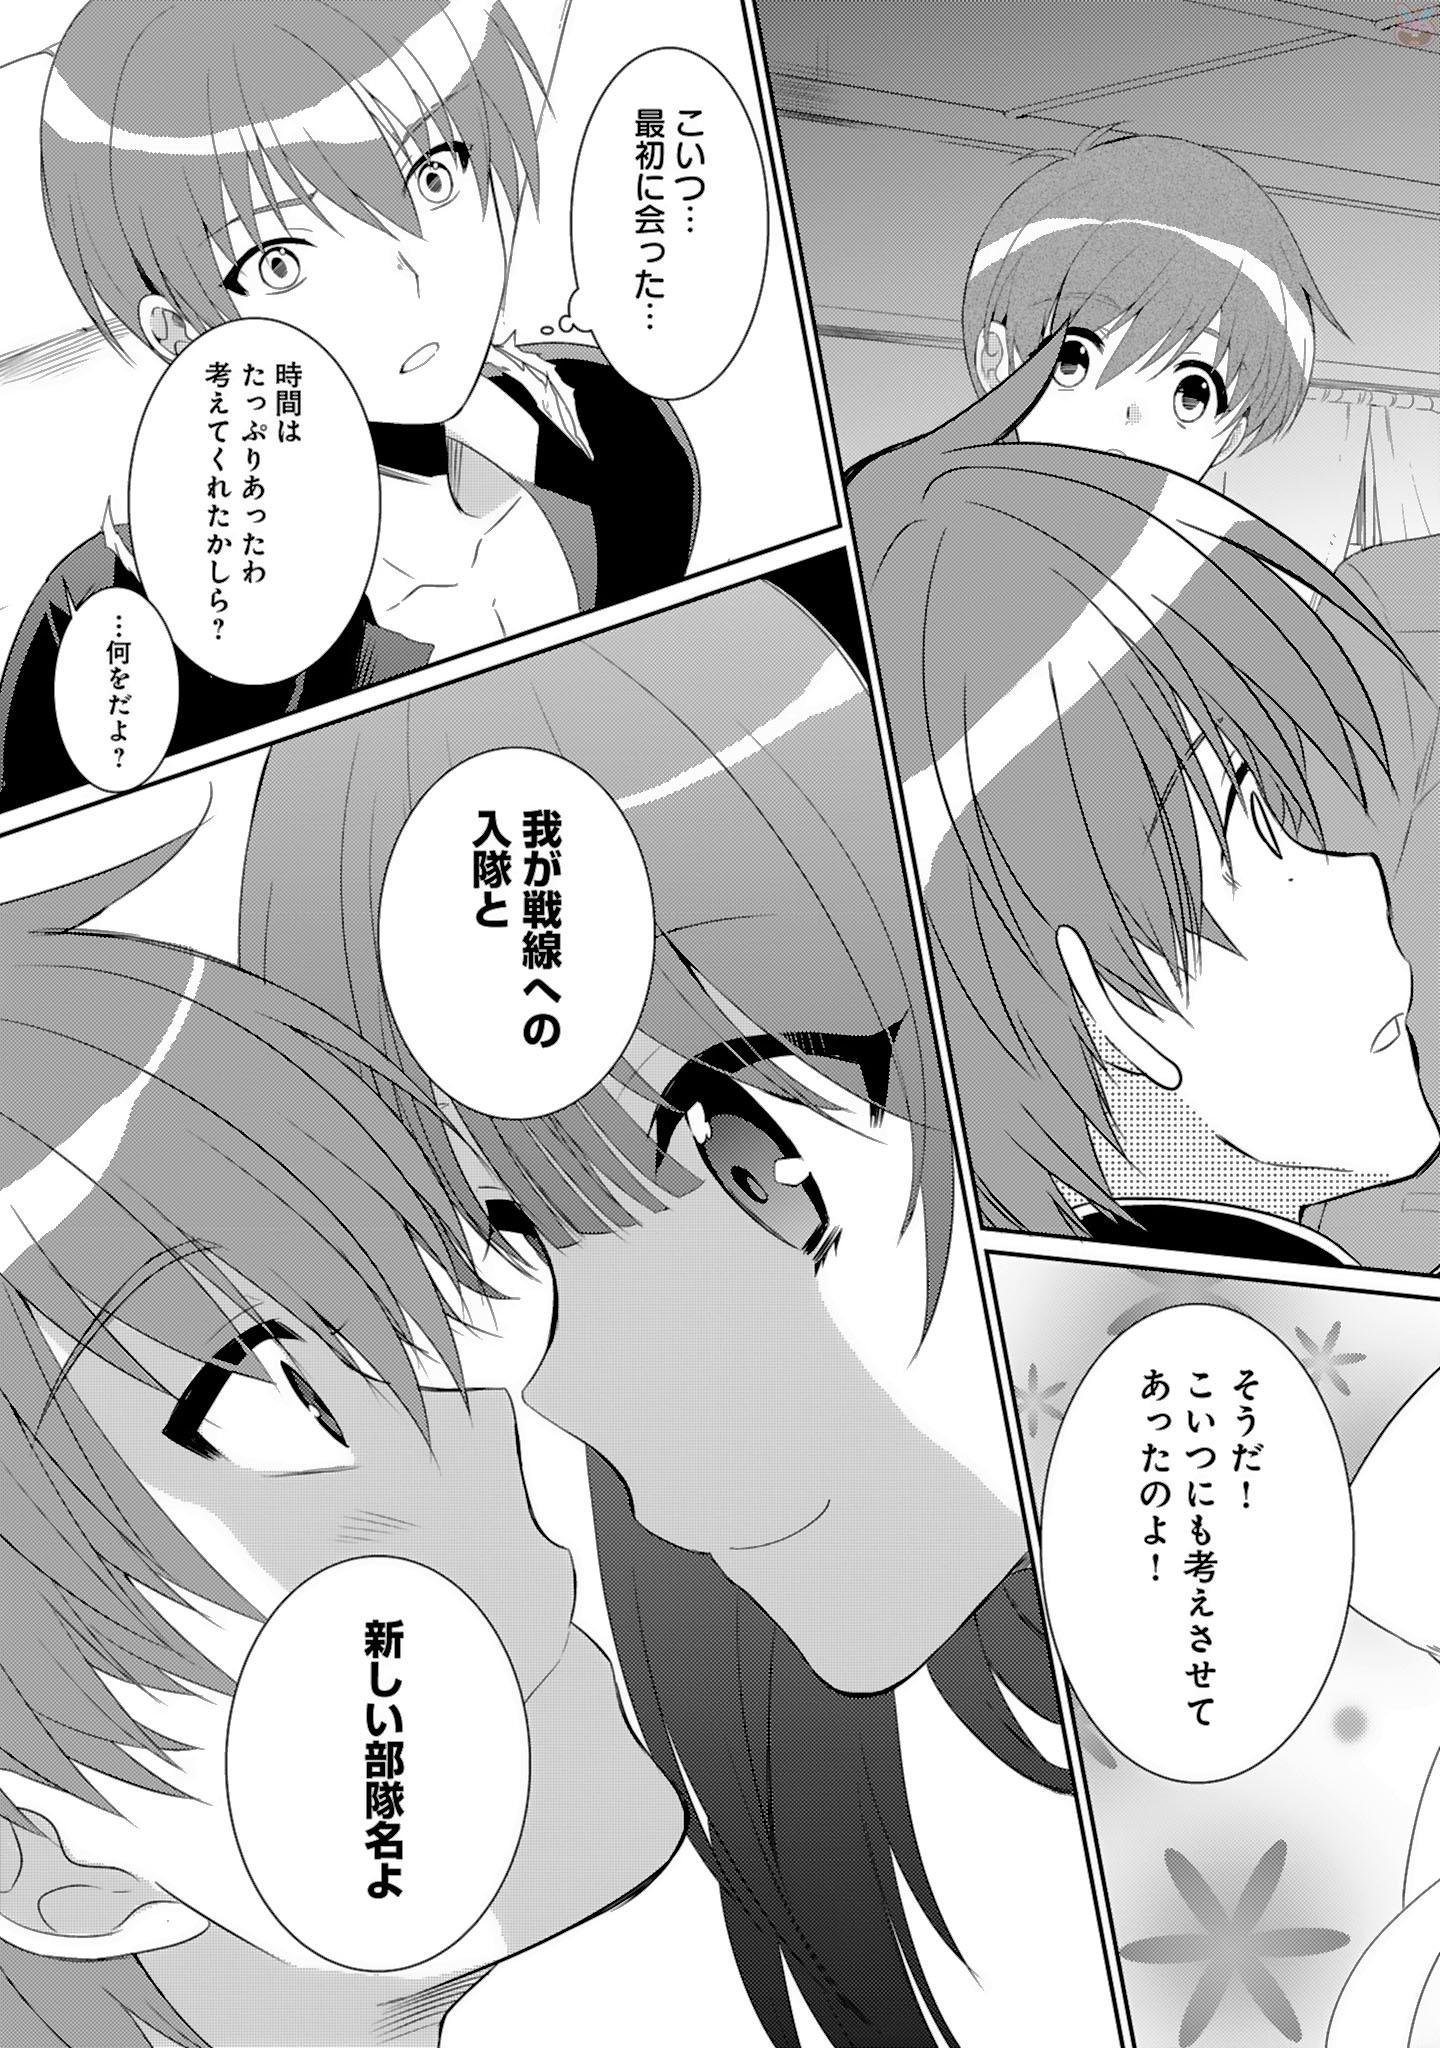 そうだ！
こいつにも考えさせて
あったのよ！
こいつ…
最初に会った…
時間は
たっぷりあったわ
考えてくれたかしら？
…何をだよ？
我が戦線への
入隊と
新しい部隊名よ